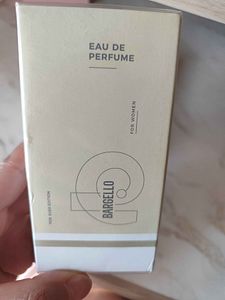 EAU DE
PERFUME
FOR WOMEN
BARGELLO